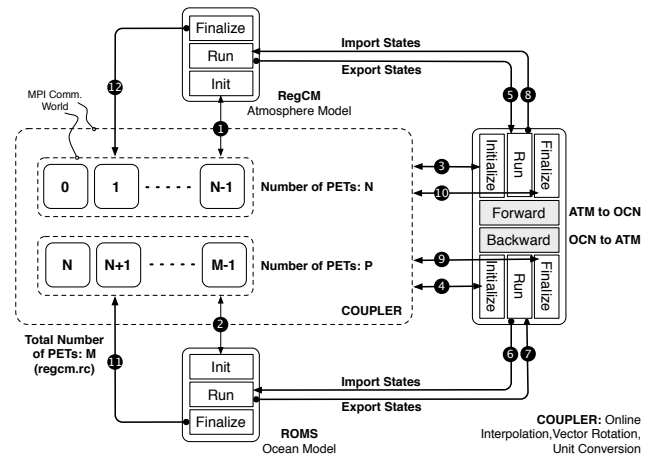 Finalize
Run
Init
RegCM
Atmosphere Model
Import States
Export States
MPI Comm.
World
12
1
5
8
0
1
- - - - -
N-1
Number of PETs: N
N
N+1
- - - - -
M-1
Number of PETs: P
COUPLER
3
10
9
4
Initialize
Run
Finalize
Forward
Backward
Initialize
Run
Finalize
ATM to OCN
OCN to ATM
Total Number
of PETs: M
(regcm.rc)
11
2
6
7
Init
Run
Finalize
ROMS
Ocean Model
Import States
Export States
COUPLER: Online
Interpolation,Vector Rotation,
Unit Conversion